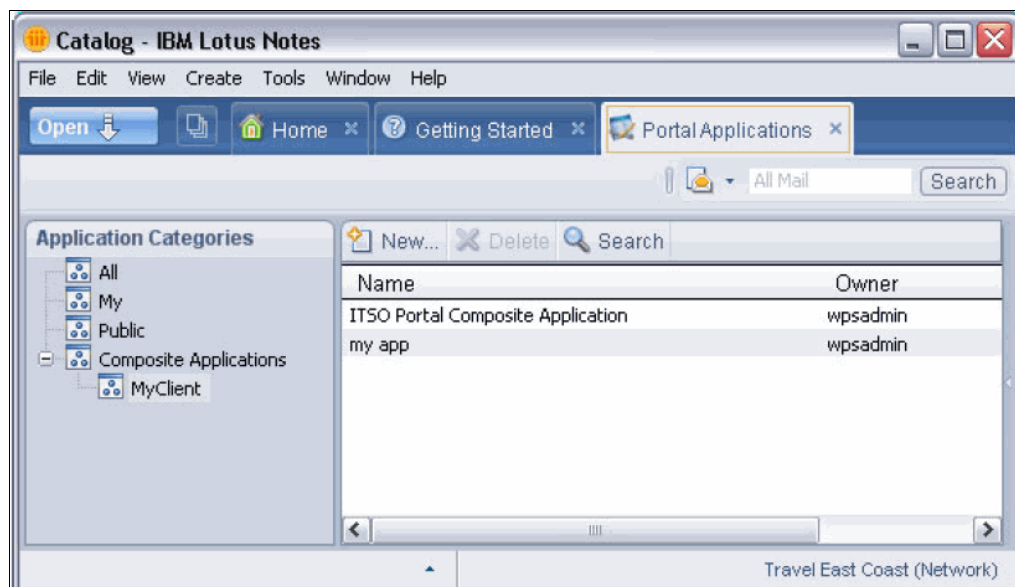 Catalog - IBM Lotus Notes
File Edit View Create Tools Window Help
Open Home Getting Started Portal Applications
All Mail Search
Application Categories
All
My
Public
Composite Applications
MyClient
New... Delete Search
Name Owner
ITSO Portal Composite Application wpsadmin
my app wpsadmin
Travel East Coast (Network)